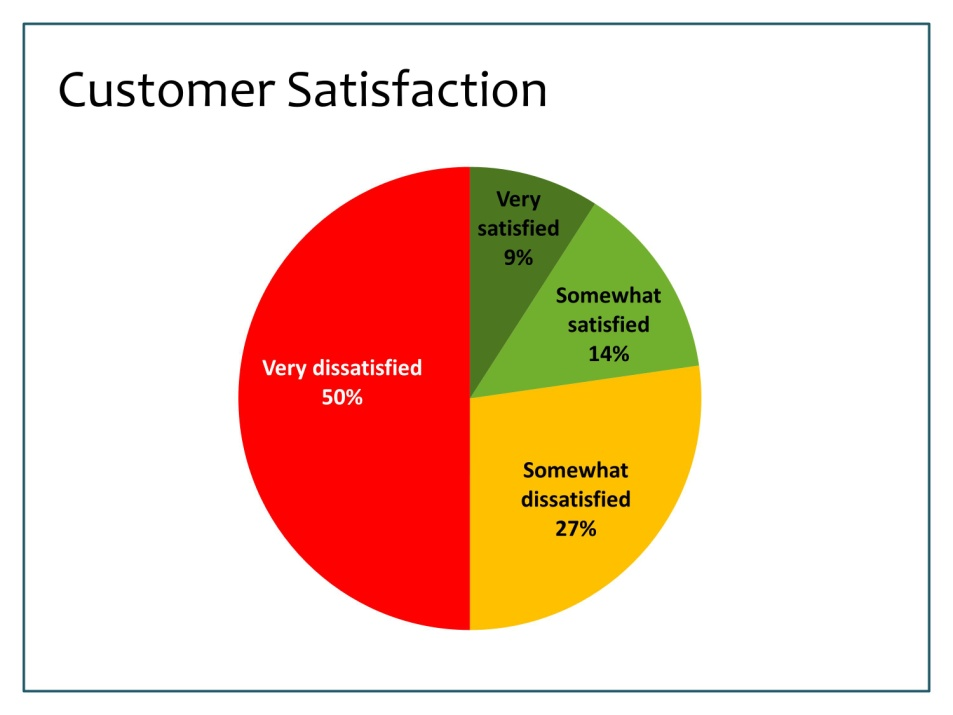 Customer Satisfaction
Very
satisfied
9%
Somewhat
satisfied
14%
Very dissatisfied
50%
Somewhat
dissatisfied
27%